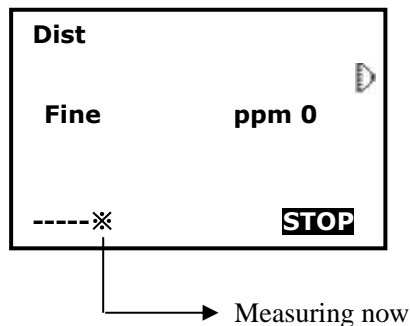 Dist
Fine ppm 0
-----※ STOP
Measuring now